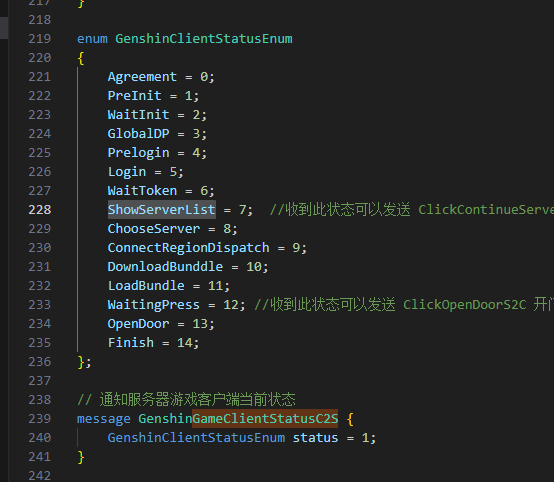 217 }
218
219 enum GenshinClientStatusEnum
220 {
221 Agreement = 0;
222 PreInit = 1;
223 WaitInit = 2;
224 GlobalDP = 3;
225 Prelogin = 4;
226 Login = 5;
227 WaitToken = 6;
228 ShowServerList = 7; //收到此状态可以发送 ClickContinueServe
229 ChooseServer = 8;
230 ConnectRegionDispatch = 9;
231 DownloadBunddle = 10;
232 LoadBundle = 11;
233 WaitingPress = 12; //收到此状态可以发送 ClickOpenDoorS2C 开
234 OpenDoor = 13;
235 Finish = 14;
236 };
237
238 // 通知服务器游戏客户端当前状态
239 message GenshinGameClientStatusC2S {
240 GenshinClientStatusEnum status = 1;
241 }
242